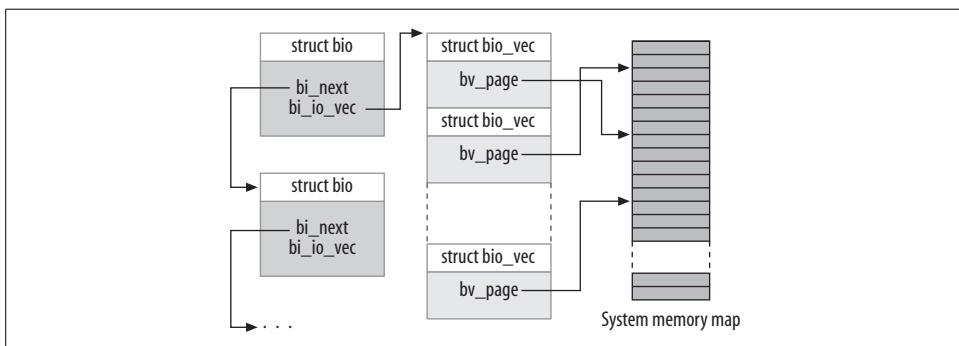 struct bio
bi_next
bi_io_vec
struct bio
bi_next
bi_io_vec
. . .
struct bio_vec
bv_page
struct bio_vec
bv_page
struct bio_vec
bv_page
System memory map